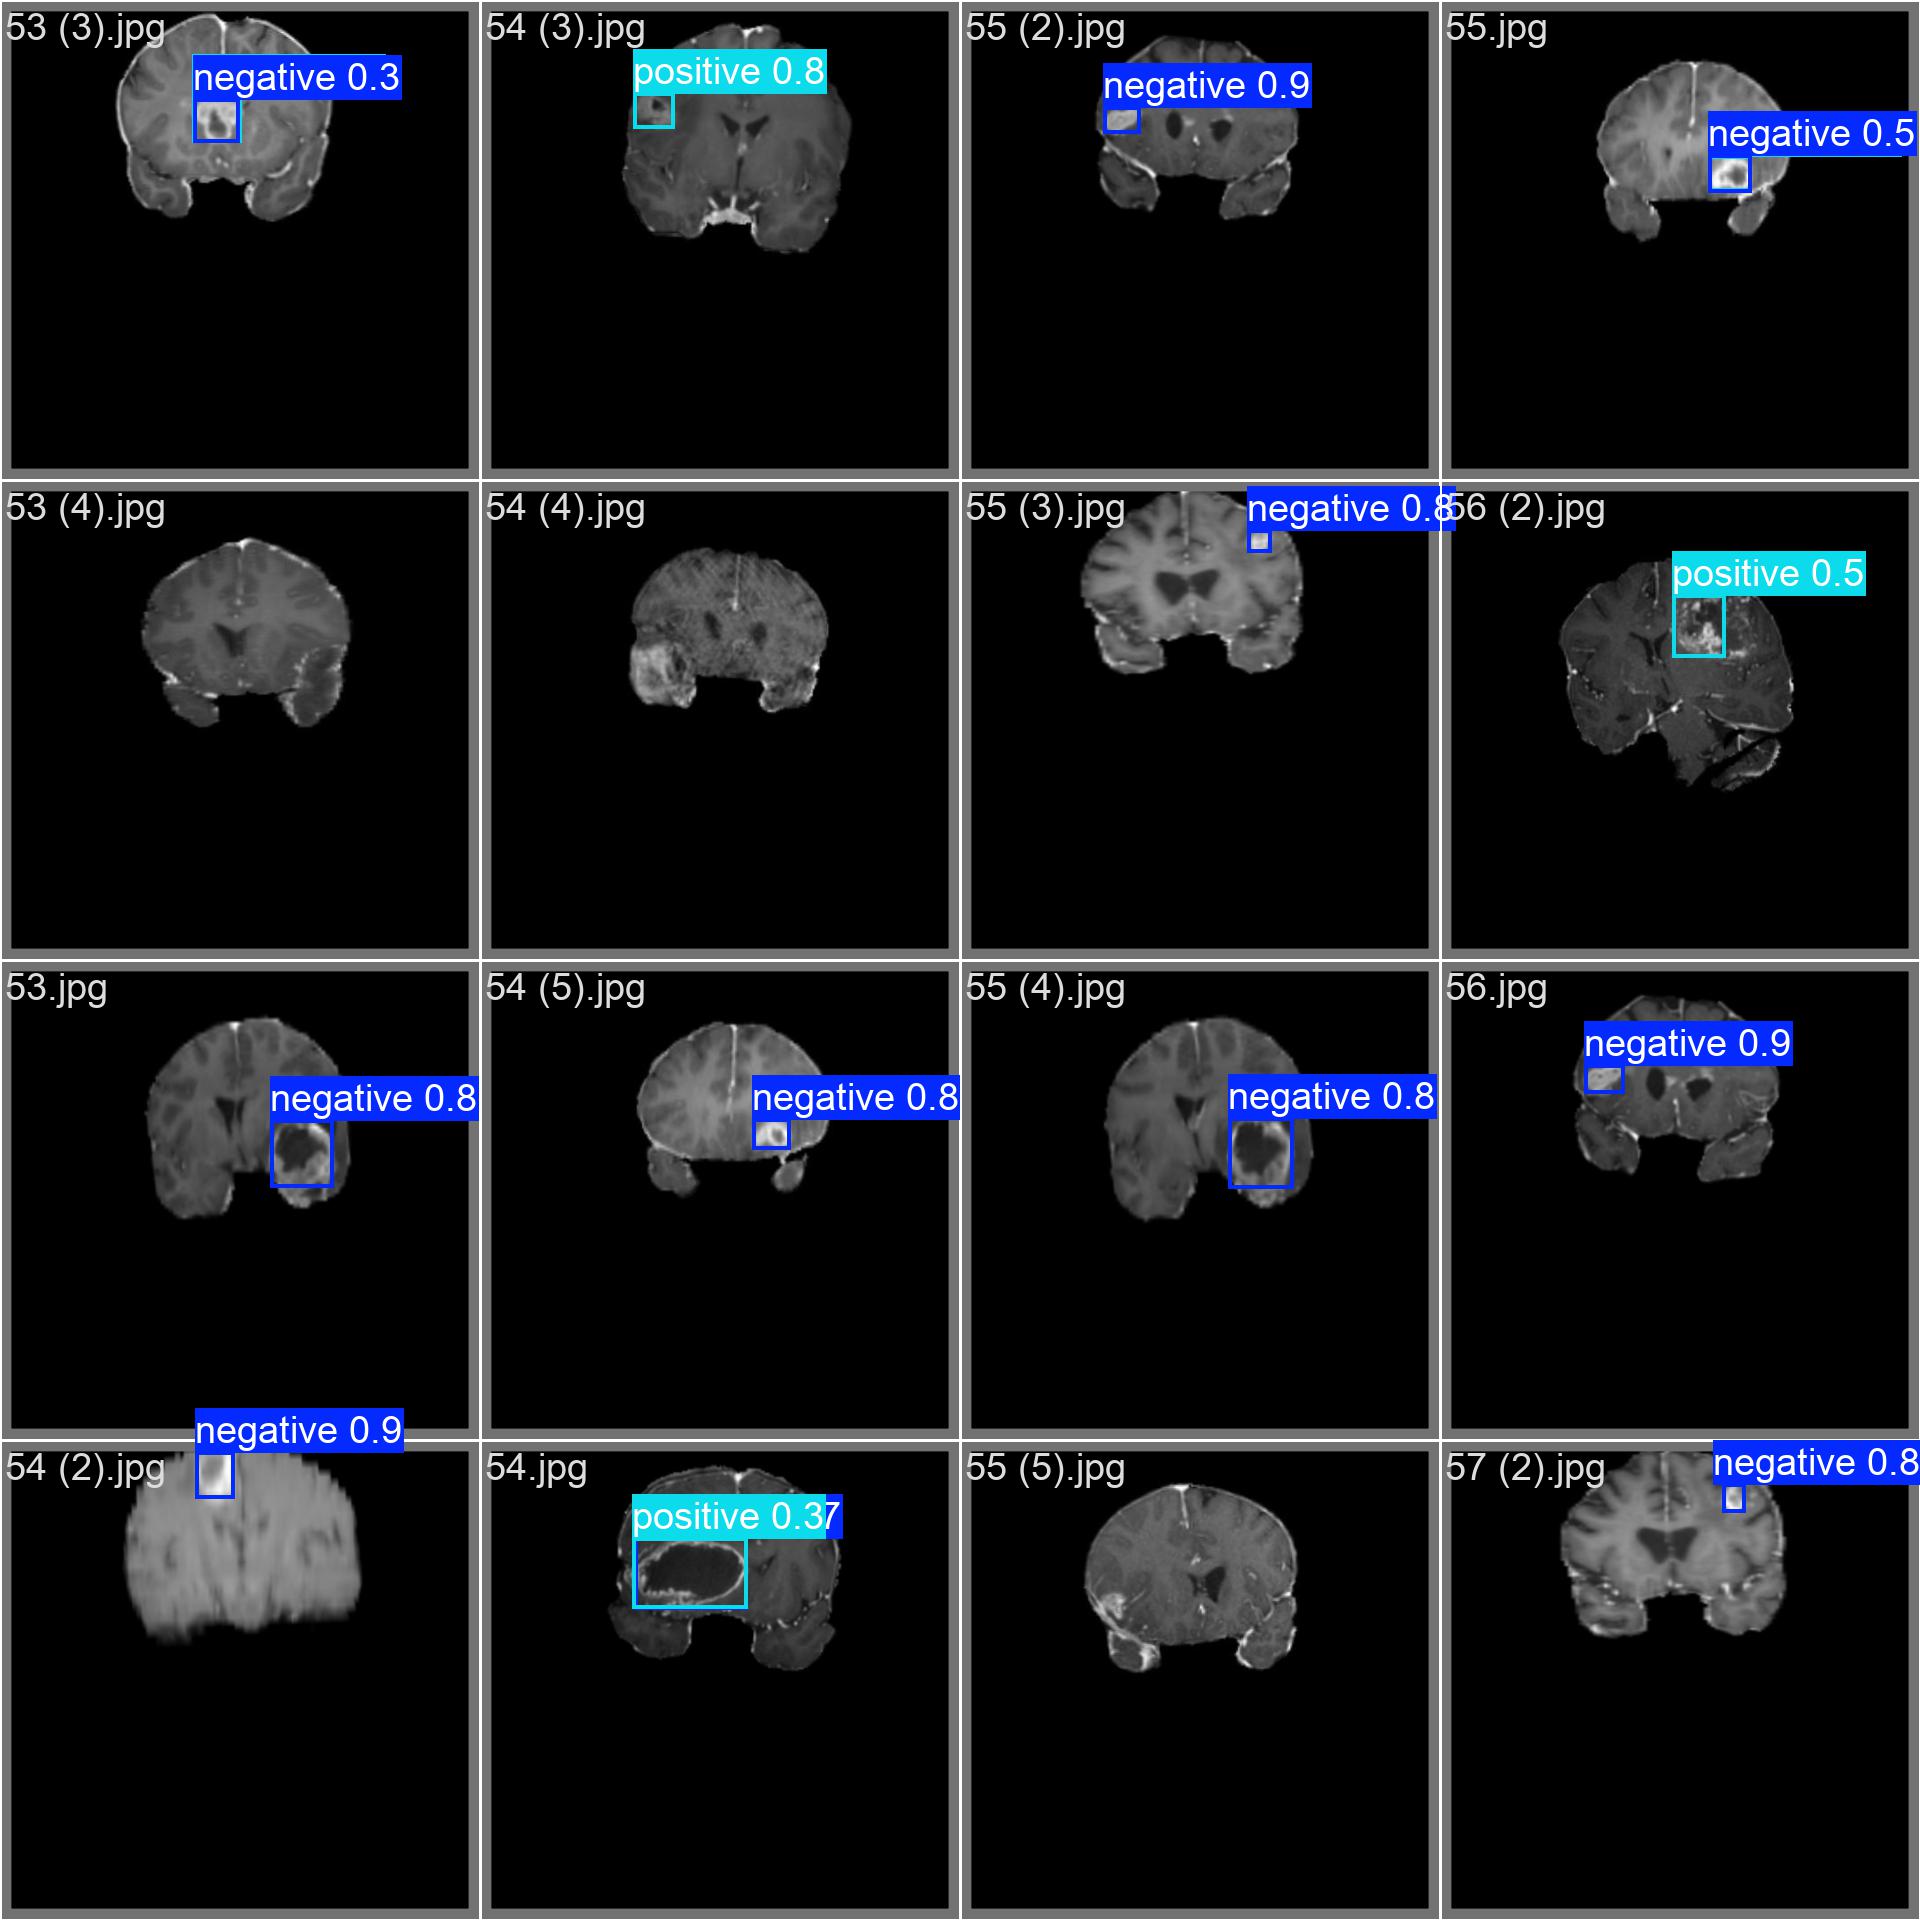 53 (3).jpg
negative 0.3
54 (3).jpg
positive 0.8
55 (2).jpg
negative 0.9
55.jpg
negative 0.5
53 (4).jpg
54 (4).jpg
55 (3).jpg
negative 0.8
56 (2).jpg
positive 0.5
53.jpg
negative 0.8
54 (5).jpg
negative 0.8
55 (4).jpg
negative 0.8
56.jpg
negative 0.9
54 (2).jpg
negative 0.9
54.jpg
positive 0.37
55 (5).jpg
57 (2).jpg
negative 0.8